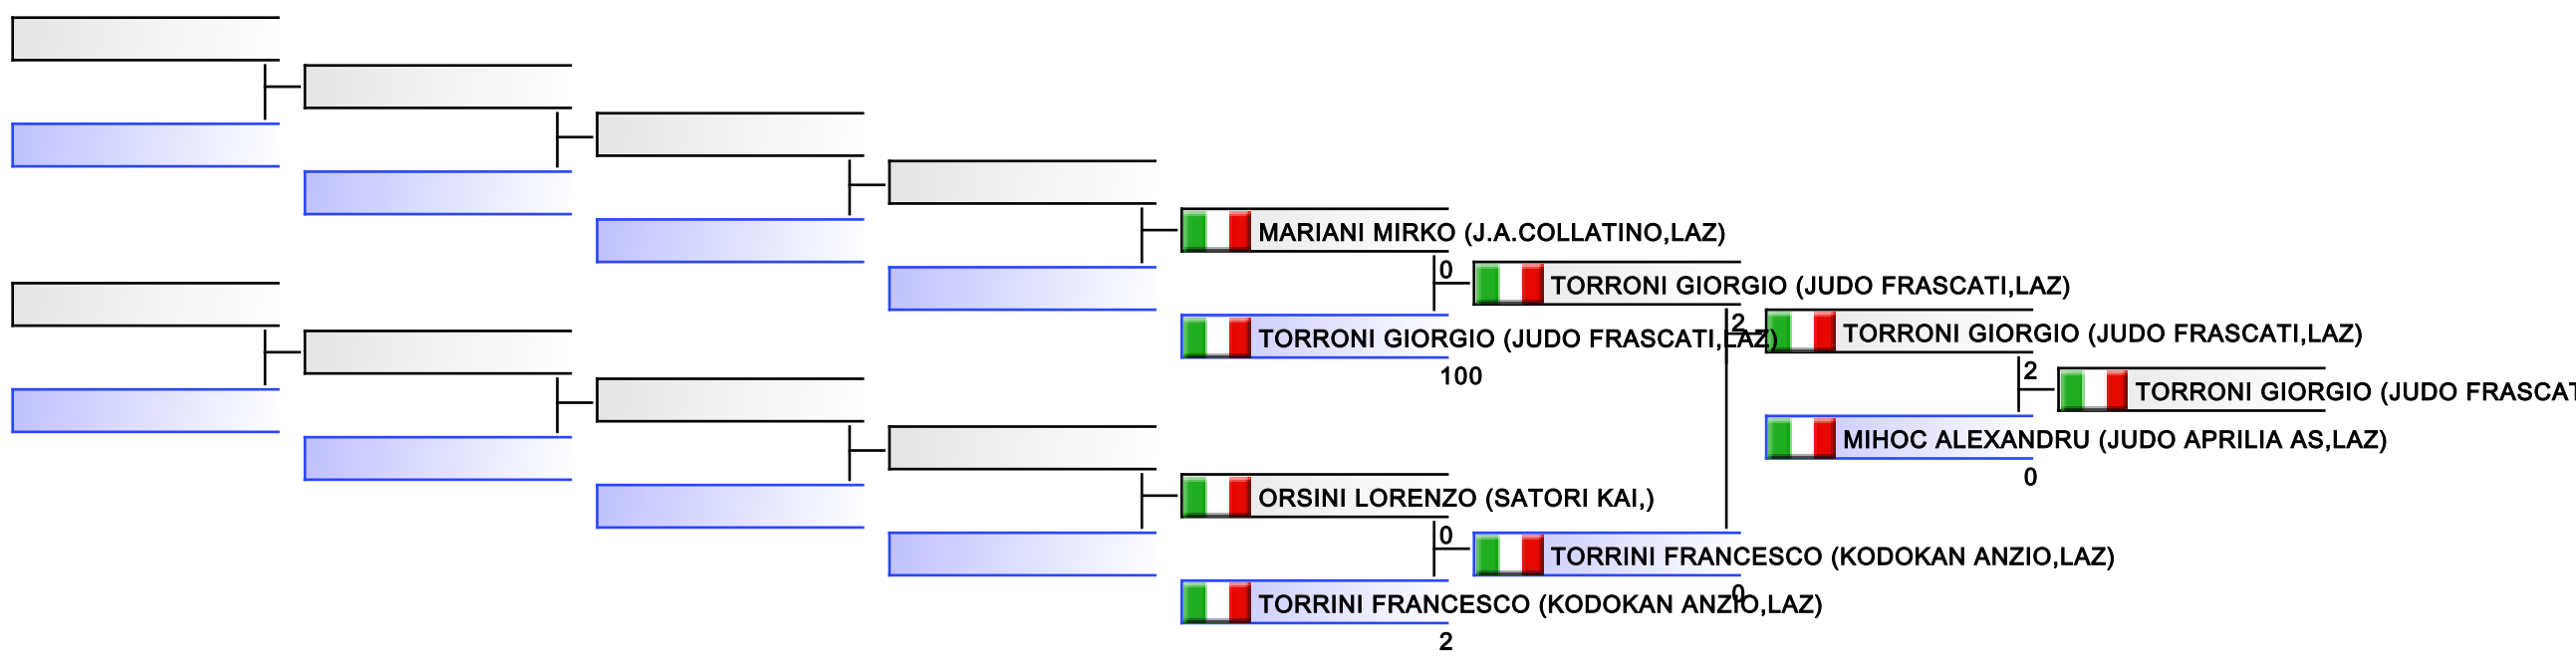 MARIANI MIRKO (J.A.COLLATINO,LAZ)
0
TORRONI GIORGIO (JUDO FRASCATI,LAZ)
TORRONI GIORGIO (JUDO FRASCATI,LAZ)
100
2
TORRONI GIORGIO (JUDO FRASCATI,LAZ)
2
TORRONI GIORGIO (JUDO FRASCAT
MIHOC ALEXANDRU (JUDO APRILIA AS,LAZ)
0
ORSINI LORENZO (SATORI KAI,)
0
TORRINI FRANCESCO (KODOKAN ANZIO,LAZ)
0
TORRINI FRANCESCO (KODOKAN ANZIO,LAZ)
2